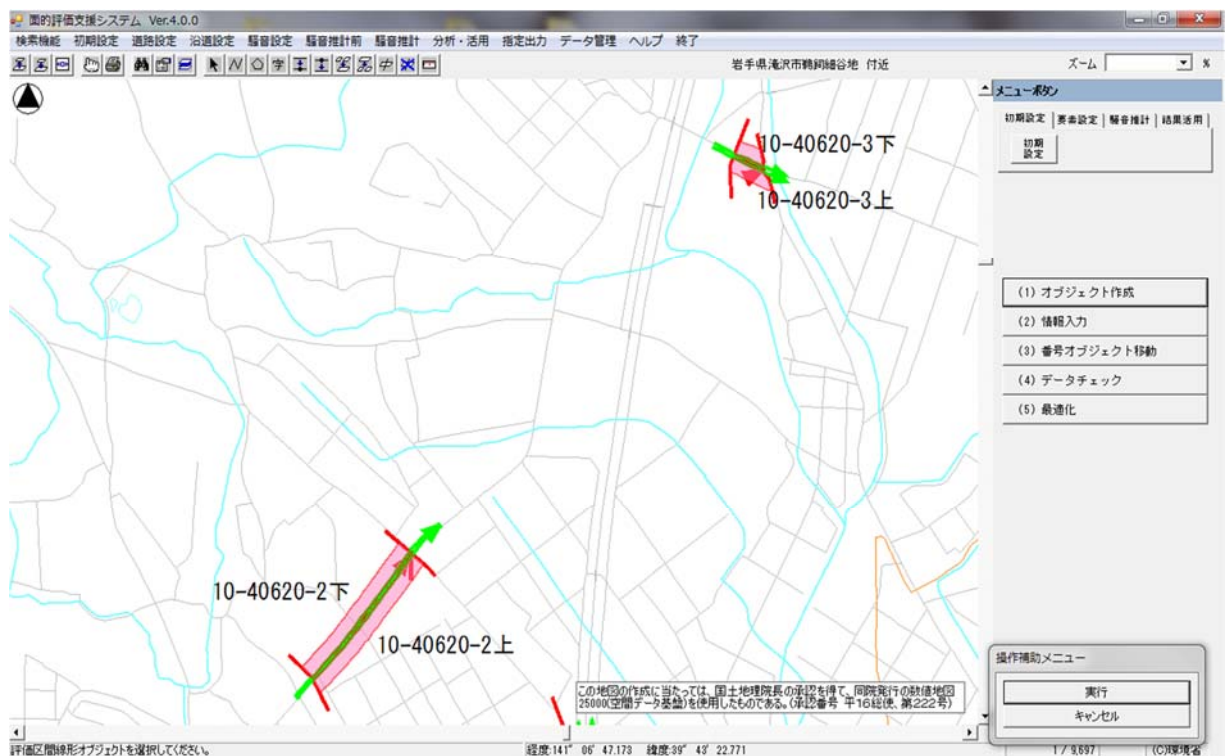 面的評価支援システム Ver.4.0.0
検索機能 初期設定 道路設定 沿道設定 騒音設定 騒音推計前 騒音推計 分析・活用 指定出力 データ管理 ヘルプ 終了
岩手県滝沢市鵜飼細谷地 付近
ズーム %
メニューボタン
初期設定 要素設定 騒音推計 結果活用
初期
設定
10-40620-3下
10-40620-3上
(1) オブジェクト作成
(2) 情報入力
(3) 番号オブジェクト移動
(4) データチェック
(5) 最適化
10-40620-2下
10-40620-2上
この地図の作成に当たっては、国土地理院長の承認を得て、同院発行の数値地図
25000(空間データ基盤)を使用したものである。(承認番号 平16総使、第222号)
操作補助メニュー
実行
キャンセル
評価区間線形オブジェクトを選択してください。
経度:141° 06' 47.173 緯度:39° 43' 22.771
1 / 9,697
(C)環境省